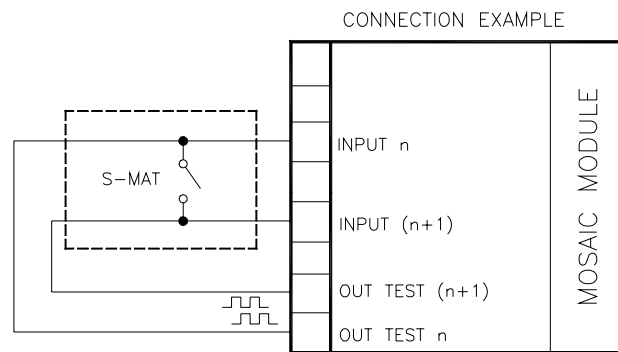 CONNECTION EXAMPLE
INPUT n
S-MAT
INPUT (n+1)
OUT TEST (n+1)
OUT TEST n
MOSAIC MODULE